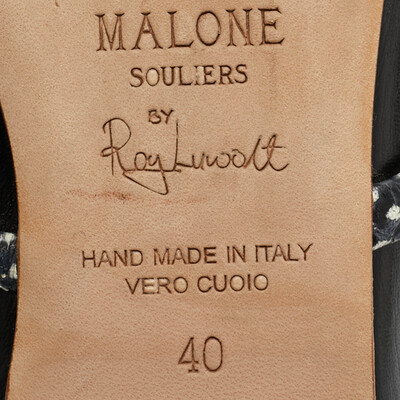 MALONE
SOULIERS
BY
Roy Luwolt
HAND MADE IN ITALY
VERO CUOIO
40